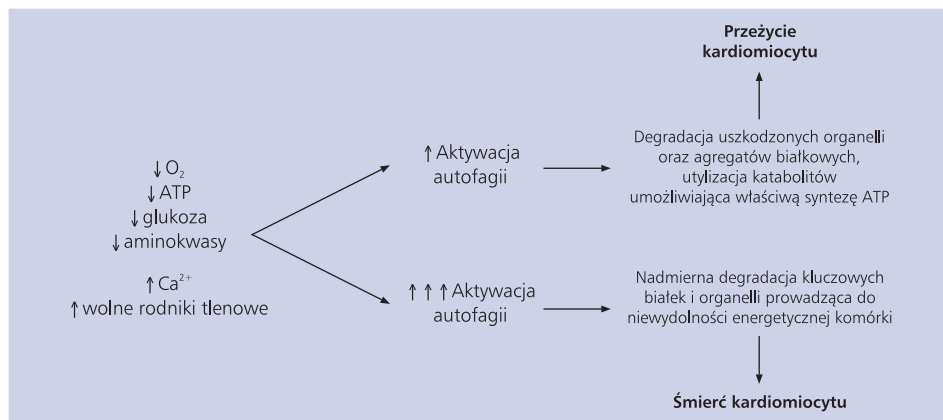 Przeżycie
kardiomiocytu
↓ O₂
↓ ATP
↓ glukoza
↓ aminokwasy
↑ Ca²⁺
↑ wolne rodniki tlenowe
↑ Aktywacja
autofagii
Degradacja uszkodzonych organelli
oraz agregatów białkowych,
utylizacja katabolitów
umożliwiająca właściwą syntezę ATP
↑ ↑ ↑ Aktywacja
autofagii
Nadmierna degradacja kluczowych
białek i organelli prowadząca do
niewydolności energetycznej komórki
Śmierć kardiomiocytu